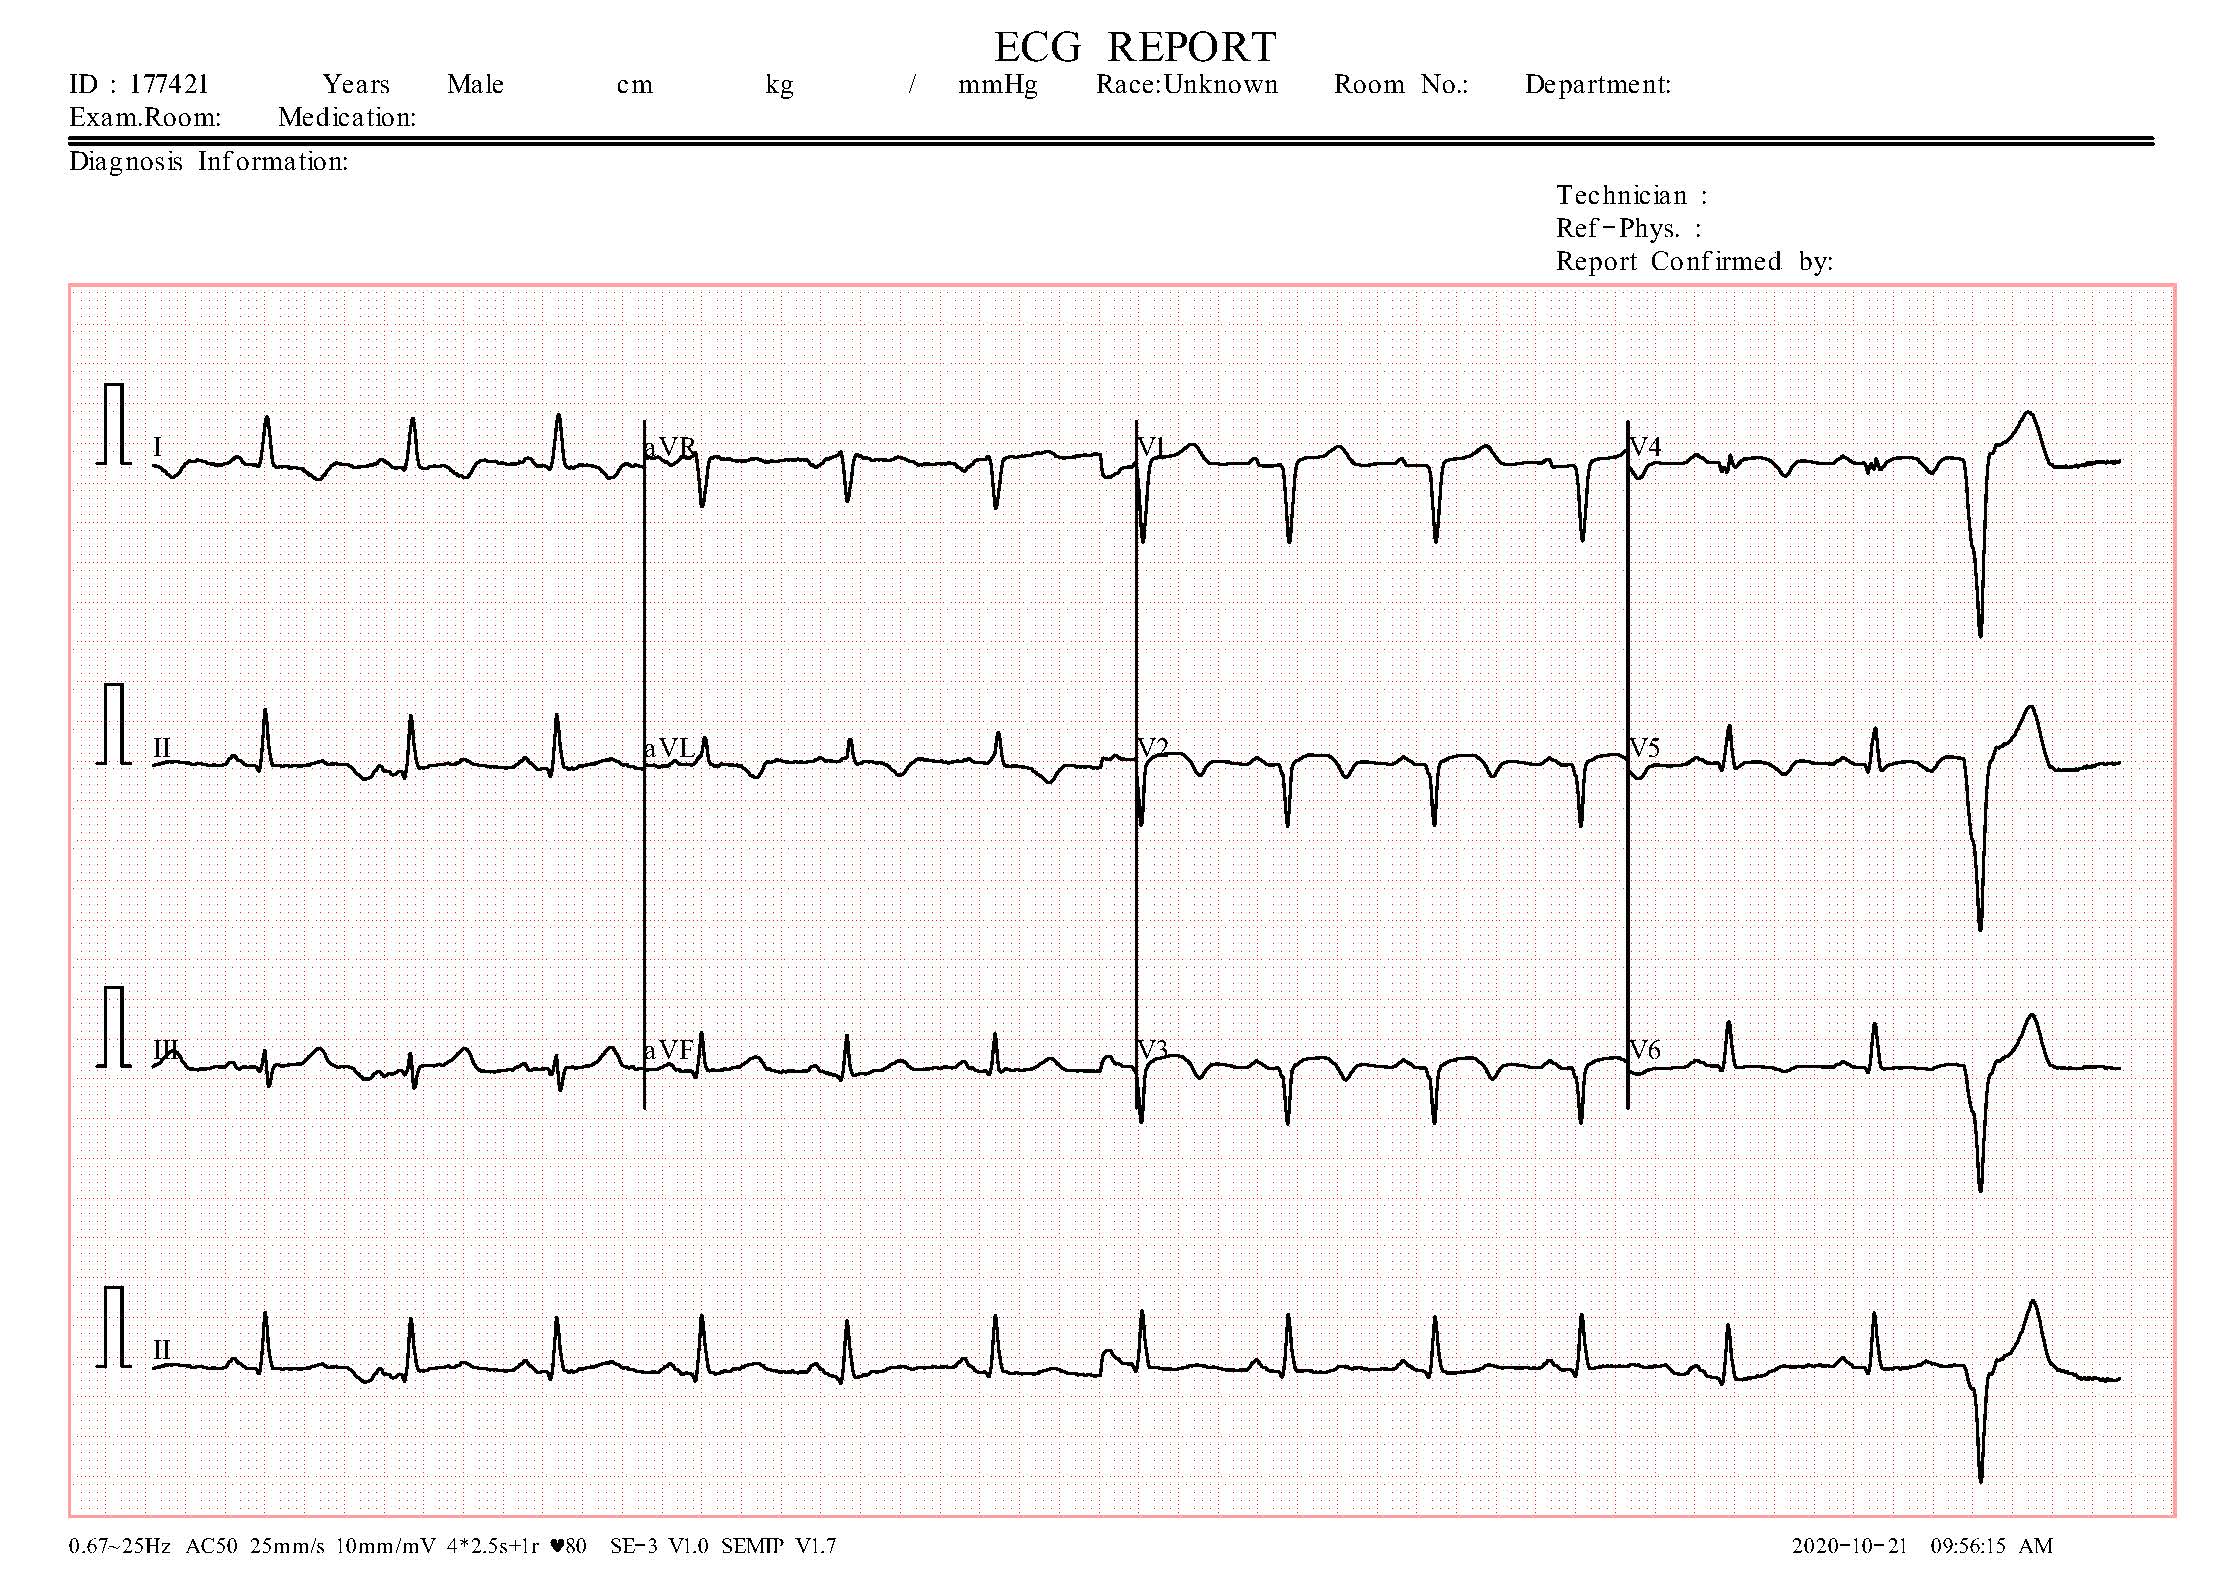 ECG REPORT
ID : 177421 Years Male cm kg / mmHg Race:Unknown Room No.: Department:
Exam.Room: Medication:
Diagnosis Information:
Technician :
Ref-Phys. :
Report Confirmed by:
I aVR V1 V4
II aVL V2 V5
III aVF V3 V6
II
0.67~25Hz AC50 25mm/s 10mm/mV 4*2.5s+1r ♥80 SE-3 V1.0 SEMIP V1.7 2020-10-21 09:56:15 AM